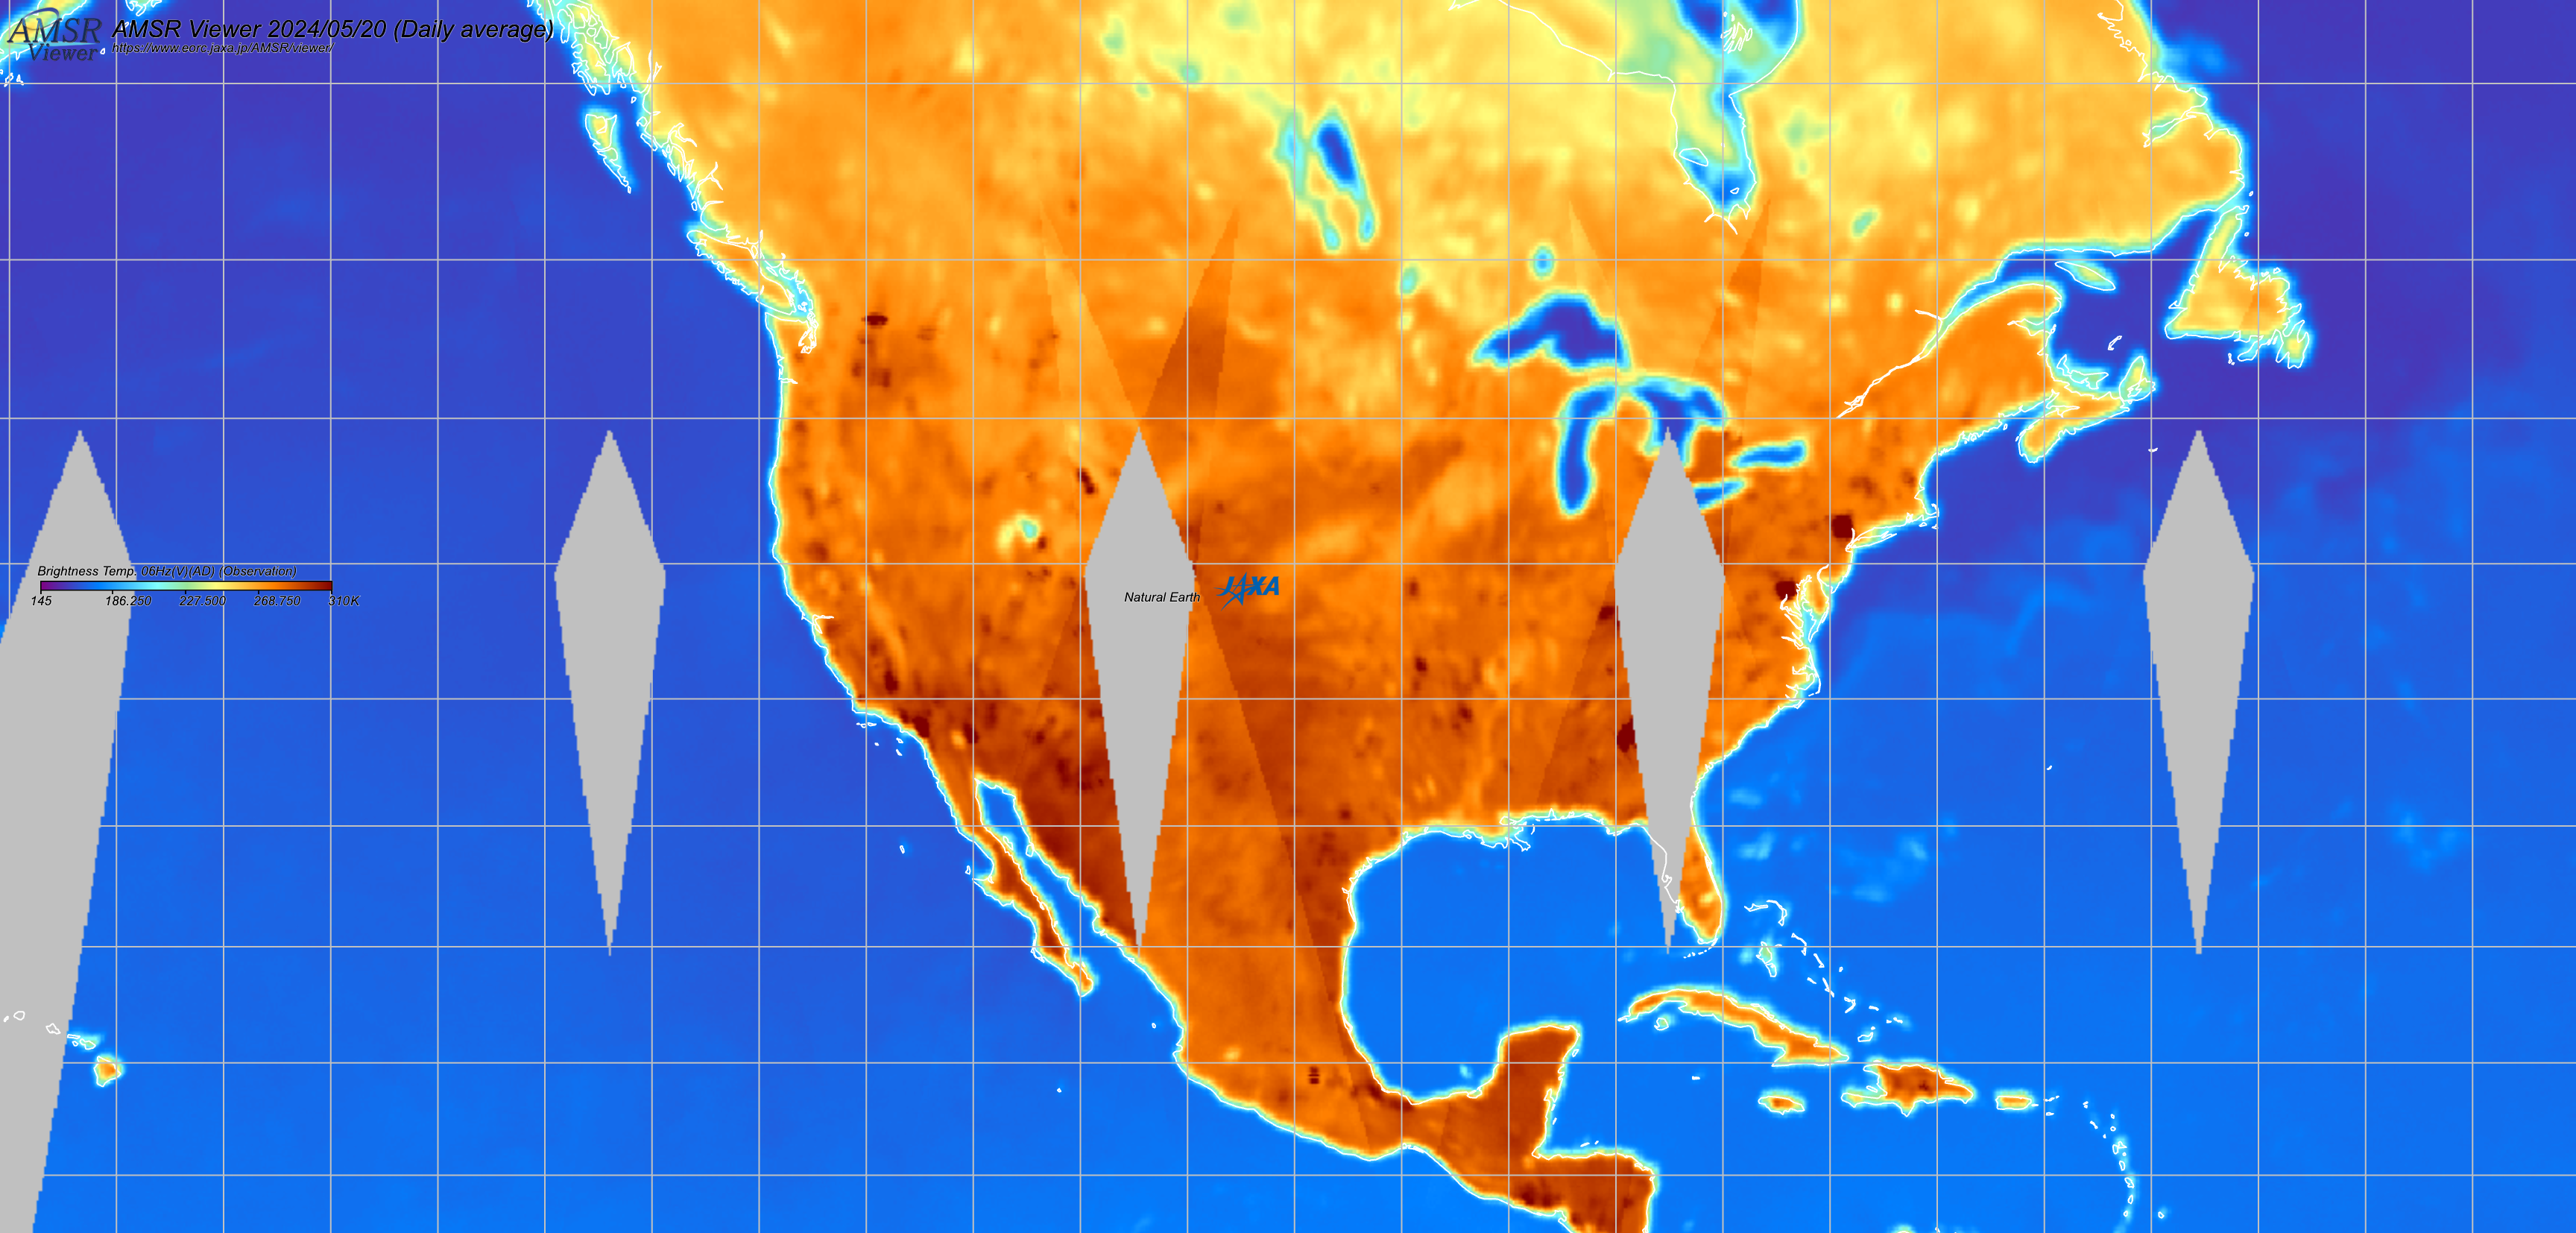 AMSR
Viewer
AMSR Viewer 2024/05/20 (Daily average)
https://www.eorc.jaxa.jp/AMSR/viewer/
Brightness Temp. 06Hz(V)(AD) (Observation)
145 186.250 227.500 268.750 310K
Natural Earth
JAXA